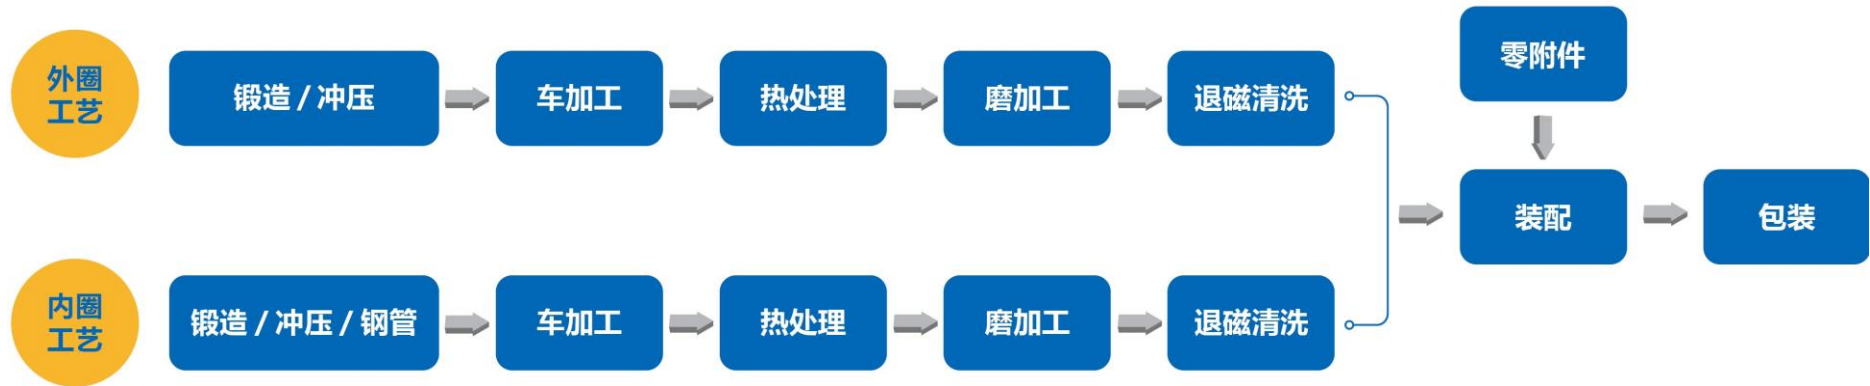 外圈
工艺
锻造 / 冲压
车加工
热处理
磨加工
退磁清洗
零附件
装配
包装
内圈
工艺
锻造 / 冲压 / 钢管
车加工
热处理
磨加工
退磁清洗